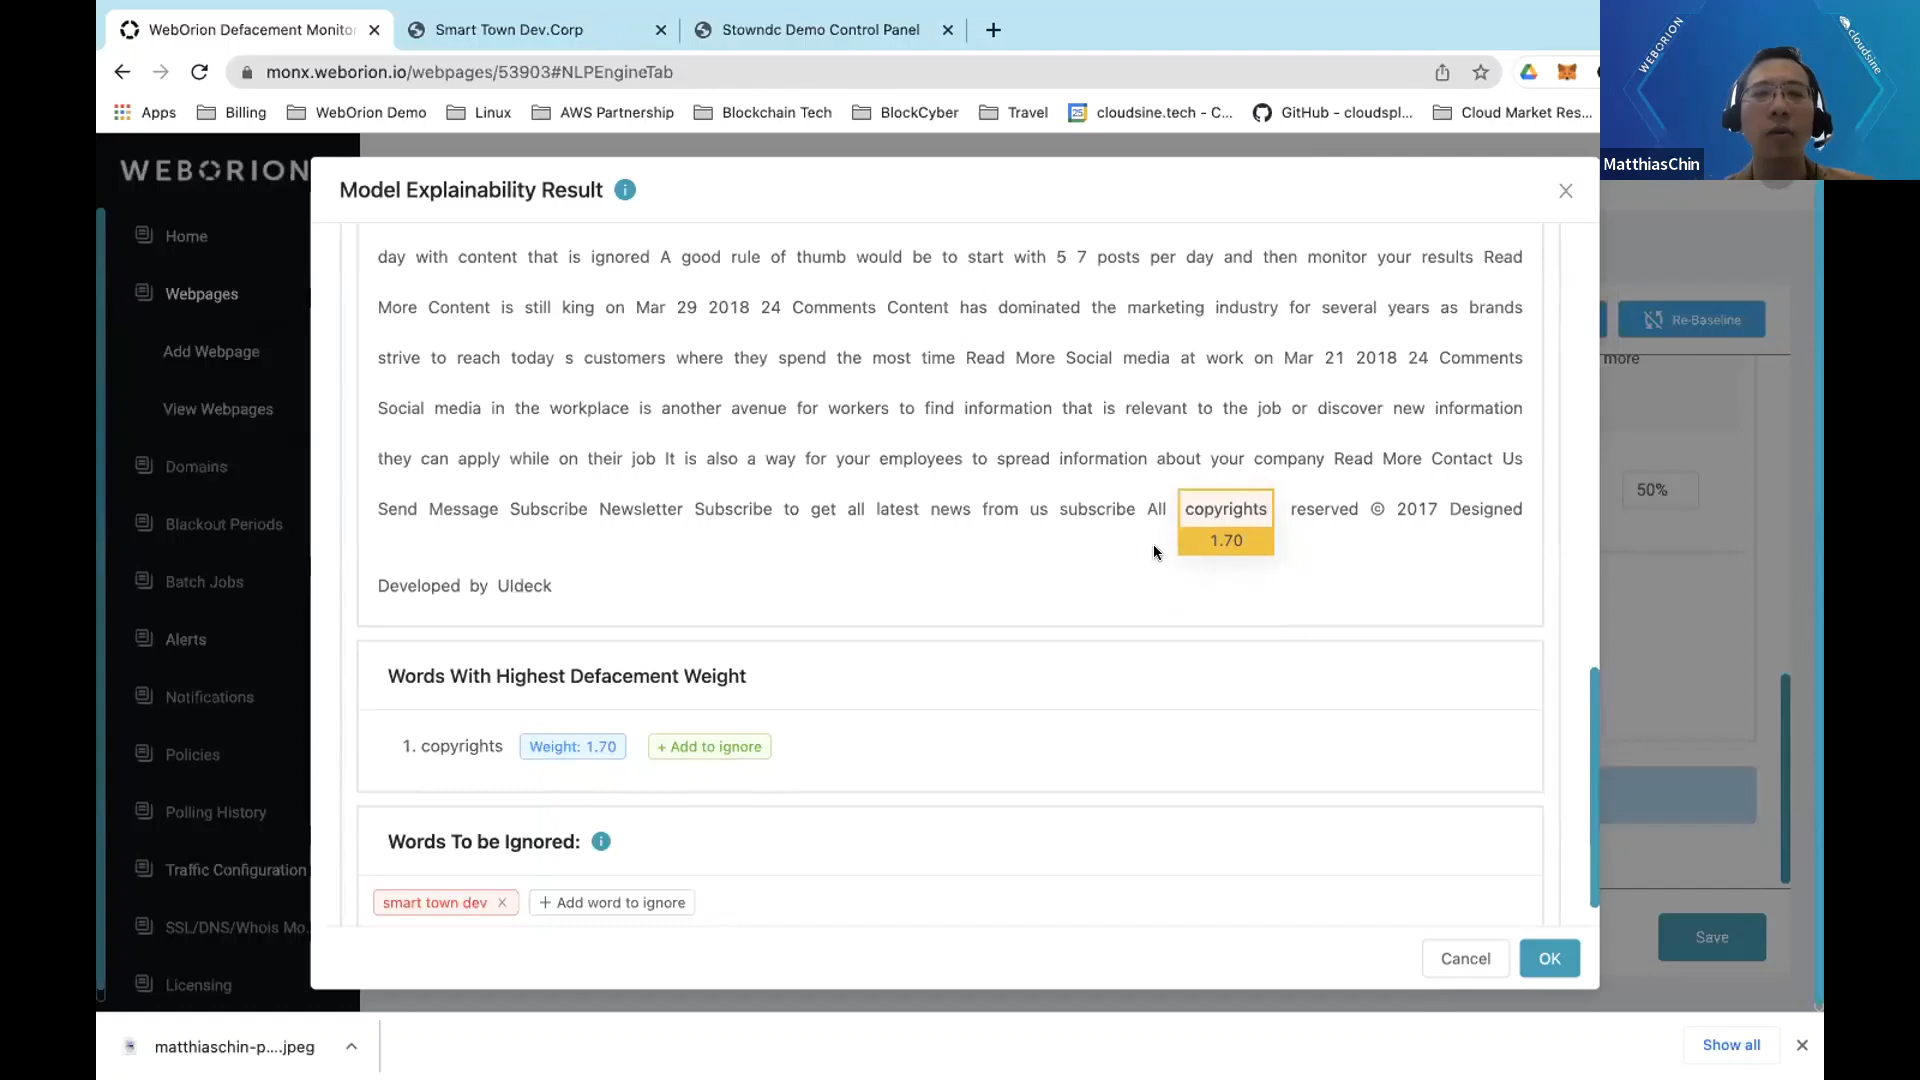 WebOrion Defacement Monito
Smart Town Dev.Corp
Stowndc Demo Control Panel
monx.weborion.io/webpages/53903#NLPEngineTab
Apps
Billing
WebOrion Demo
Linux
AWS Partnership
Blockchain Tech
BlockCyber
Travel
25
cloudsine.tech - C...
GitHub - cloudspl...
Cloud Market Res...
WEBORION
cloudsine
MatthiasChin
WEBORION
Home
Webpages
Add Webpage
View Webpages
Domains
Blackout Periods
Batch Jobs
Alerts
Notifications
Policies
Polling History
Traffic Configuration
SSL/DNS/Whois Mo.
Licensing
Model Explainability Result
day with content that is ignored A good rule of thumb would be to start with 5 7 posts per day and then monitor your results Read
More Content is still king on Mar 29 2018 24 Comments Content has dominated the marketing industry for several years as brands
strive to reach today s customers where they spend the most time Read More Social media at work on Mar 21 2018 24 Comments
Social media in the workplace is another avenue for workers to find information that is relevant to the job or discover new information
they can apply while on their job It is also a way for your employees to spread information about your company Read More Contact Us
Send Message Subscribe Newsletter Subscribe to get all latest news from us subscribe All copyrights reserved © 2017 Designed
1.70
Developed by UIdeck
Words With Highest Defacement Weight
1. copyrights Weight: 1.70 + Add to ignore
Words To be Ignored:
smart town dev × + Add word to ignore
Cancel
OK
Re-Baseline
more
50%
Save
matthiaschin-p....jpeg
Show all